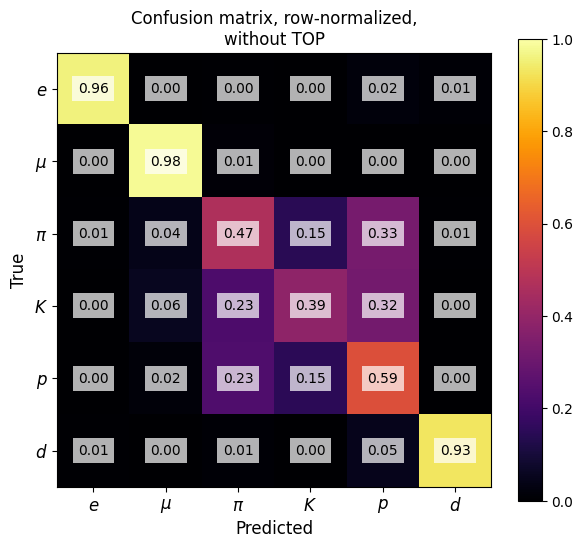 Confusion matrix, row-normalized,
without TOP
True
e 0.96 0.00 0.00 0.00 0.02 0.01
μ 0.00 0.98 0.01 0.00 0.00 0.00
π 0.01 0.04 0.47 0.15 0.33 0.01
K 0.00 0.06 0.23 0.39 0.32 0.00
p 0.00 0.02 0.23 0.15 0.59 0.00
d 0.01 0.00 0.01 0.00 0.05 0.93
e μ π K p d
Predicted
1.0
0.8
0.6
0.4
0.2
0.0